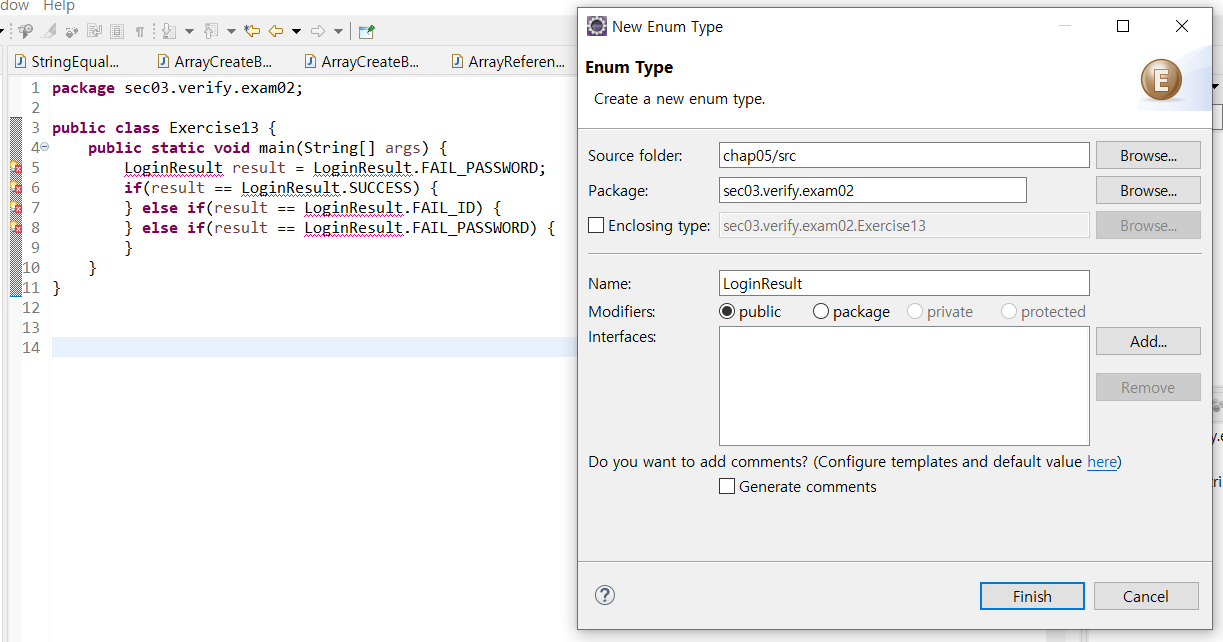 dow Help
StringEqual... ArrayCreateB... ArrayCreateB... ArrayReferen...
1 package sec03.verify.exam02;
2
3 public class Exercise13 {
4 public static void main(String[] args) {
5 LoginResult result = LoginResult.FAIL_PASSWORD;
6 if(result == LoginResult.SUCCESS) {
7 } else if(result == LoginResult.FAIL_ID) {
8 } else if(result == LoginResult.FAIL_PASSWORD) {
9 }
10 }
11 }
12
13
14
New Enum Type
Enum Type
Create a new enum type.
E
Source folder: chap05/src Browse...
Package: sec03.verify.exam02 Browse...
Enclosing type: sec03.verify.exam02.Exercise13 Browse...
Name: LoginResult
Modifiers: public package private protected
Interfaces: Add...
Remove
Do you want to add comments? (Configure templates and default value here)
Generate comments
? Finish Cancel